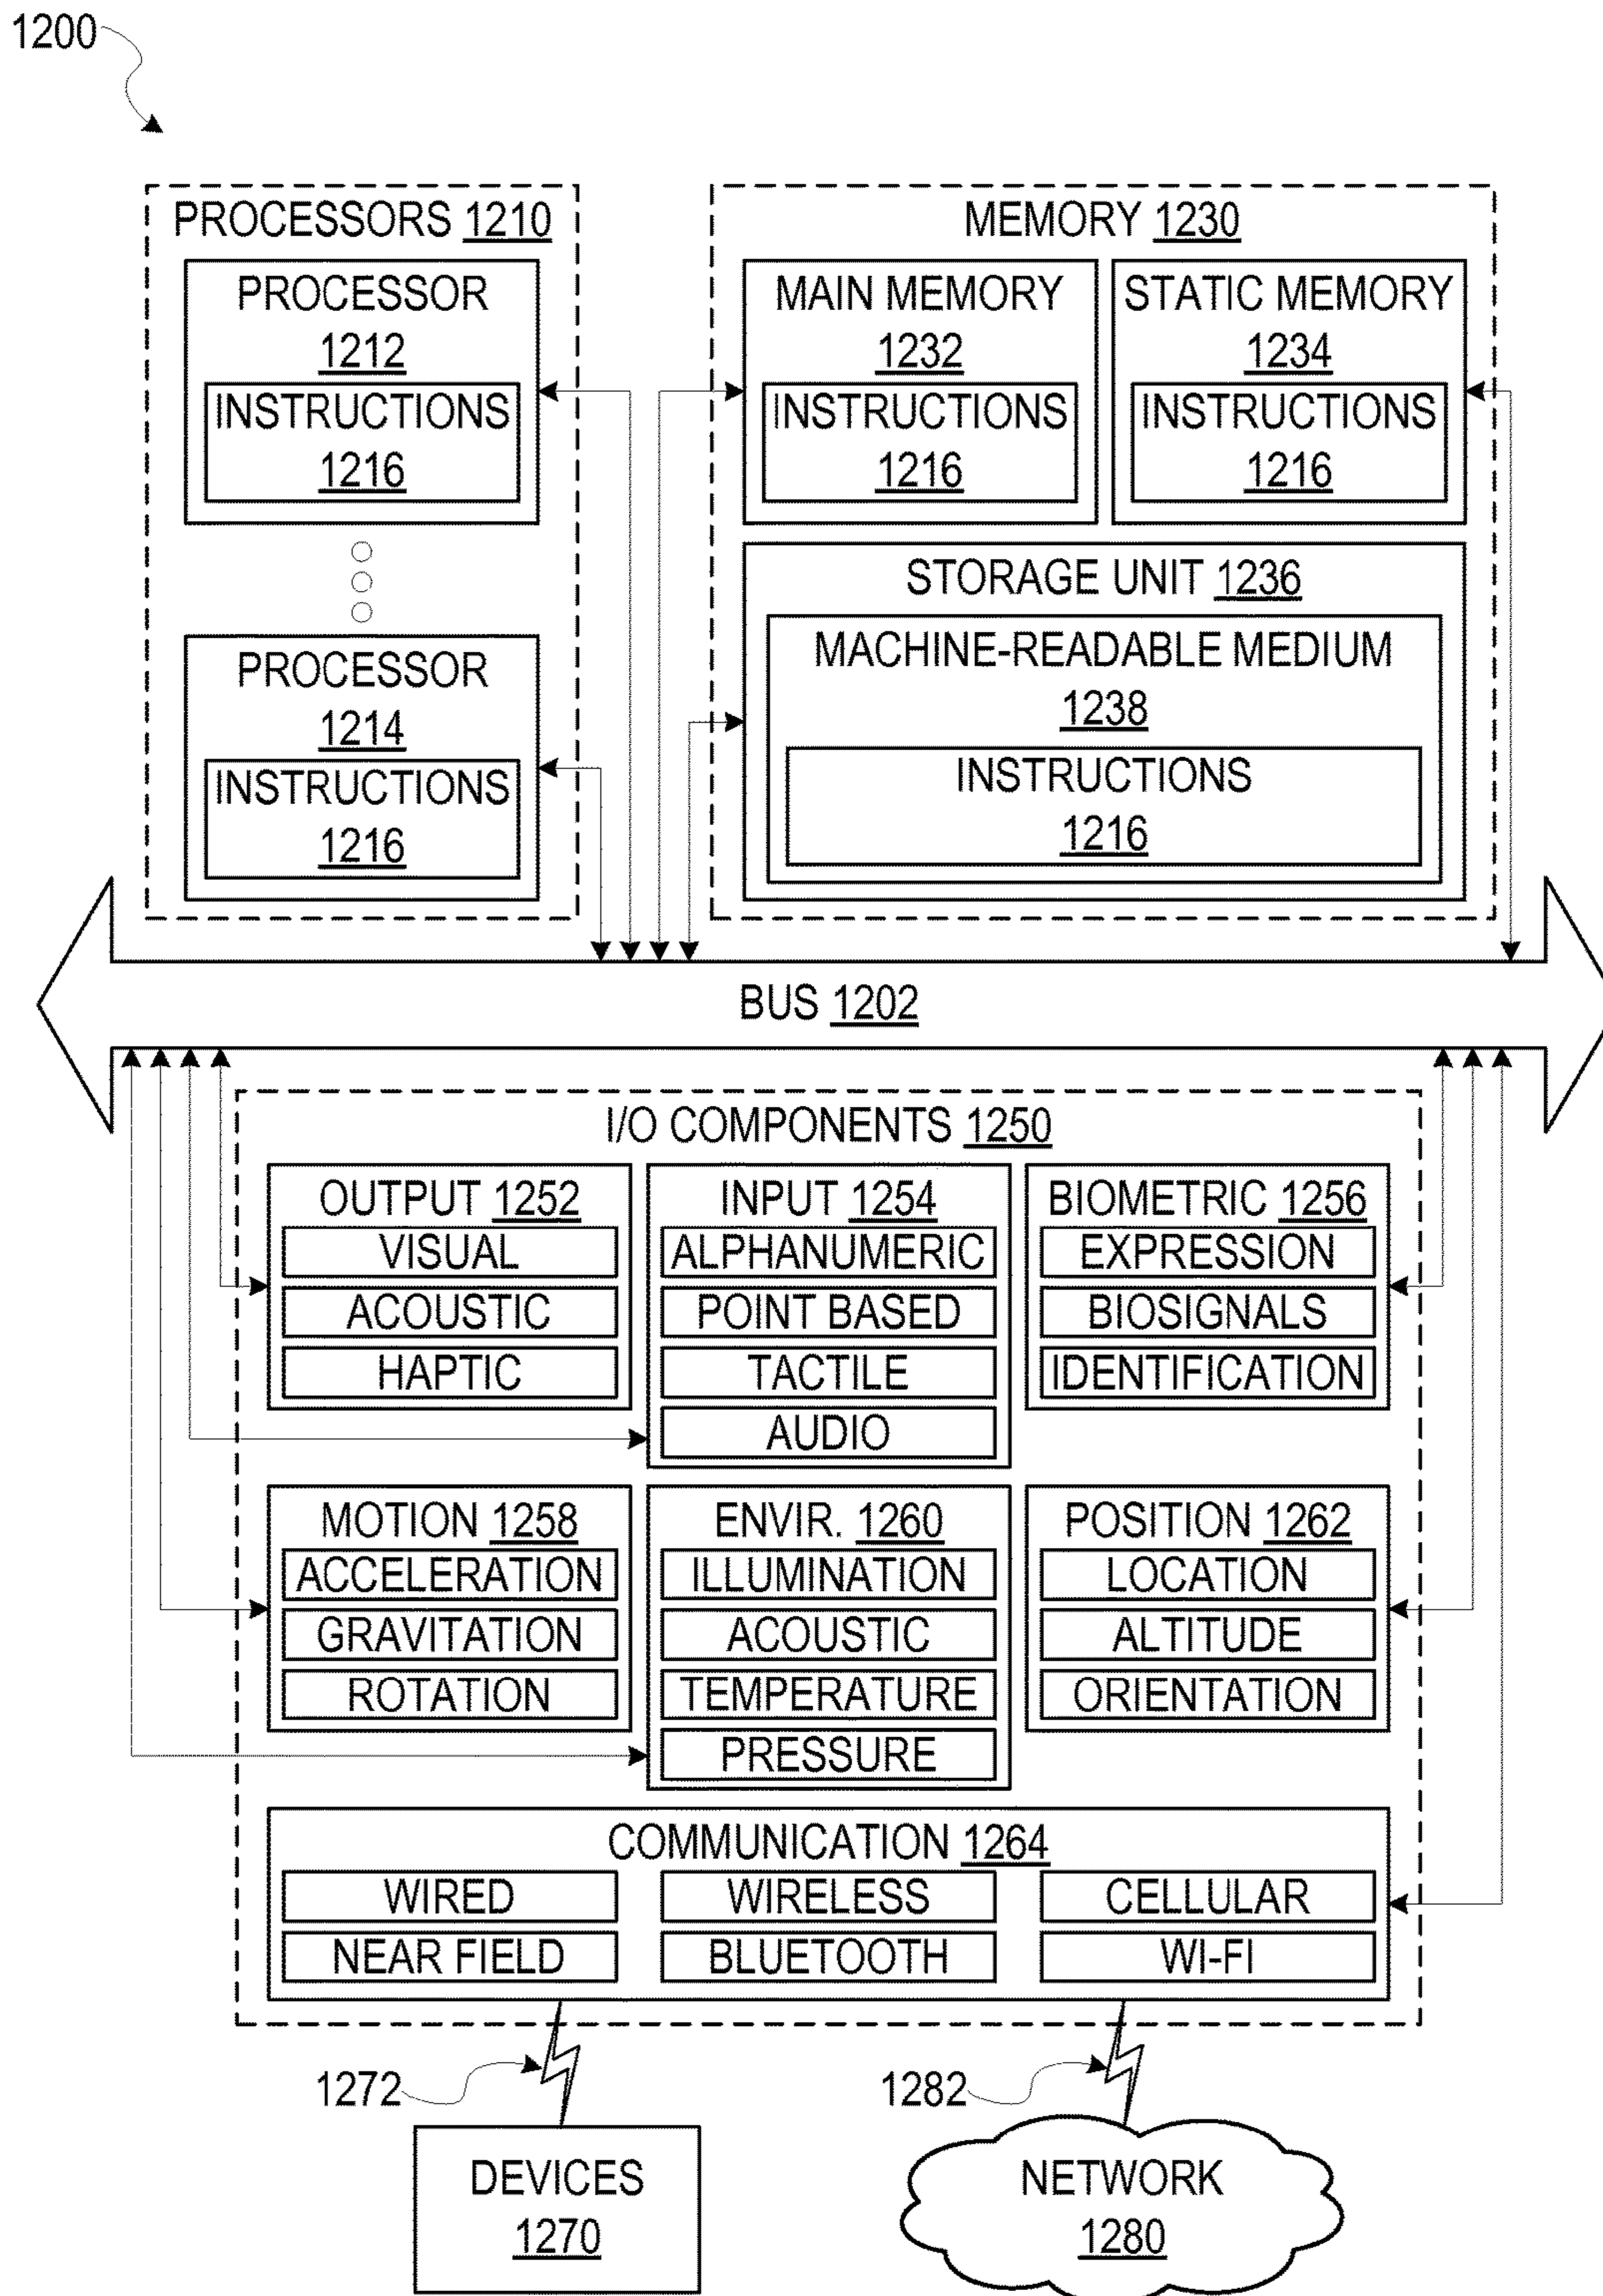 1200
PROCESSORS 1210
PROCESSOR
1212
INSTRUCTIONS
1216
PROCESSOR
1214
INSTRUCTIONS
1216
MEMORY 1230
MAIN MEMORY
1232
INSTRUCTIONS
1216
STATIC MEMORY
1234
INSTRUCTIONS
1216
STORAGE UNIT 1236
MACHINE-READABLE MEDIUM
1238
INSTRUCTIONS
1216
BUS 1202
I/O COMPONENTS 1250
OUTPUT 1252
VISUAL
ACOUSTIC
HAPTIC
INPUT 1254
ALPHANUMERIC
POINT BASED
TACTILE
AUDIO
BIOMETRIC 1256
EXPRESSION
BIOSIGNALS
IDENTIFICATION
MOTION 1258
ACCELERATION
GRAVITATION
ROTATION
ENVIR. 1260
ILLUMINATION
ACOUSTIC
TEMPERATURE
PRESSURE
POSITION 1262
LOCATION
ALTITUDE
ORIENTATION
COMMUNICATION 1264
WIRED
WIRELESS
CELLULAR
NEAR FIELD
BLUETOOTH
WI-FI
1272
1282
DEVICES
1270
NETWORK
1280